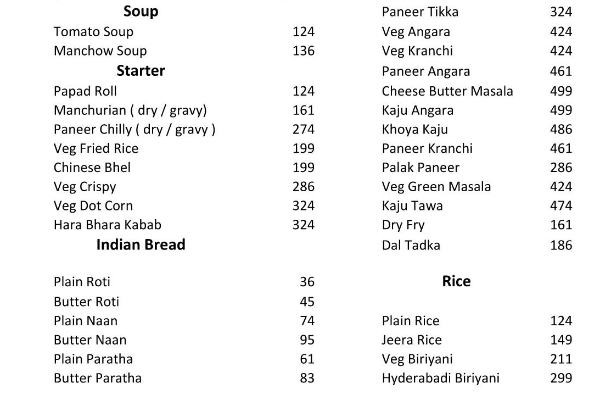 Soup
Tomato Soup 124
Manchow Soup 136
Starter
Papad Roll 124
Manchurian ( dry / gravy) 161
Paneer Chilly ( dry / gravy ) 274
Veg Fried Rice 199
Chinese Bhel 199
Veg Crispy 286
Veg Dot Corn 324
Hara Bhara Kabab 324
Indian Bread
Plain Roti 36
Butter Roti 45
Plain Naan 74
Butter Naan 95
Plain Paratha 61
Butter Paratha 83
Paneer Tikka 324
Veg Angara 424
Veg Kranchi 424
Paneer Angara 461
Cheese Butter Masala 499
Kaju Angara 499
Khoya Kaju 486
Paneer Kranchi 461
Palak Paneer 286
Veg Green Masala 424
Kaju Tawa 474
Dry Fry 161
Dal Tadka 186
Rice
Plain Rice 124
Jeera Rice 149
Veg Biriyani 211
Hyderabadi Biriyani 299